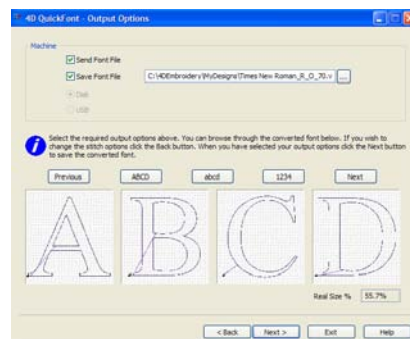 4D QuickFont - Output Options
Machine
Send Font File
Save Font File
C:\4DEmbroidery\MyDesigns\Times New Roman_R_O_70.v
...
Disk
USB
Select the required output options above. You can browse through the converted font below. If you wish to
change the stitch options click the Back button. When you have selected your output options click the Next button
to save the converted font.
Previous ABCD abcd 1234 Next
A B C D
Real Size % 55.7%
< Back Next > Exit Help